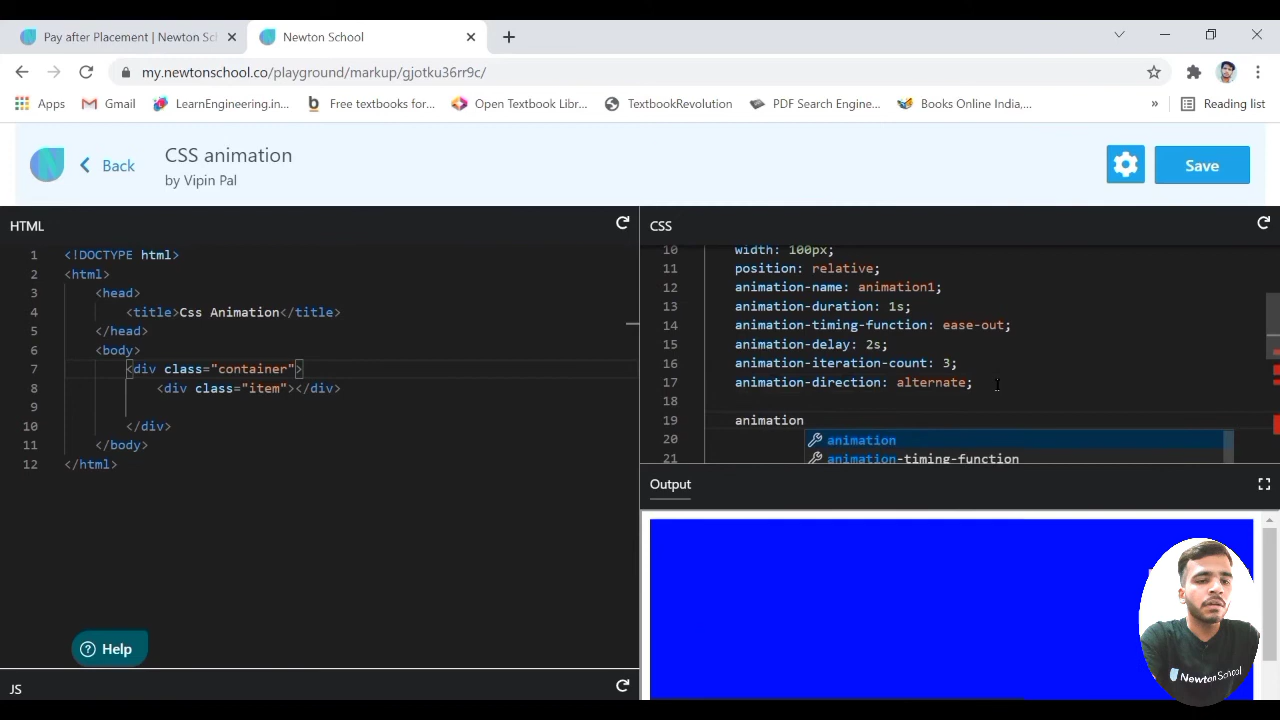 Pay after Placement | Newton Sc
Newton School
my.newtonschool.co/playground/markup/gjotku36rr9c/
Apps
Gmail
LearnEngineering.in...
Free textbooks for...
Open Textbook Libr...
TextbookRevolution
PDF Search Engine...
Books Online India,...
»
Reading list
Back
CSS animation
by Vipin Pal
Save
HTML
1 <!DOCTYPE html>
2 <html>
3 <head>
4 <title>Css Animation</title>
5 </head>
6 <body>
7 <div class="container">
8 <div class="item"></div>
9
10 </div>
11 </body>
12 </html>
Help
JS
CSS
10 width: 100px;
11 position: relative;
12 animation-name: animation1;
13 animation-duration: 1s;
14 animation-timing-function: ease-out;
15 animation-delay: 2s;
16 animation-iteration-count: 3;
17 animation-direction: alternate;
18
19 animation
20 animation
21 animation-timing-function
Output
Newton School